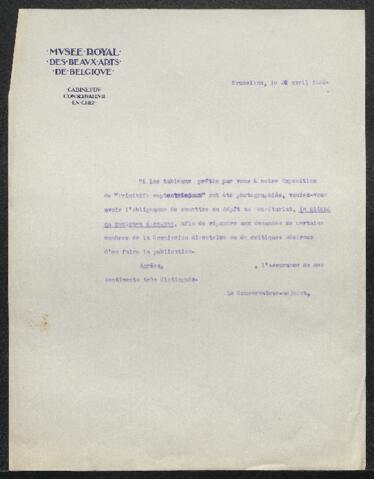 ·MVSEE·ROYAL·
·DES·BEAVX·ARTS·
·DE·BELGIQVE·
CABINET DV
CONSERVATEVR
EN CHEF
Bruxelles, le avril
Si les tableaux prêtés par vous à notre Exposition
de "Primitifs septentrionaux" ont été photographiés, voulez-vous
avoir l'obligeance de remettre en dépôt au Secrétariat, le cliché
afin de répondre aux demandes de certains
membres de la Commission directrice ou de critiques désireux
d'en faire la publication.
Agréez, , l'assurance de mes
sentiments très distingués.
Le Conservateur-adjoint,